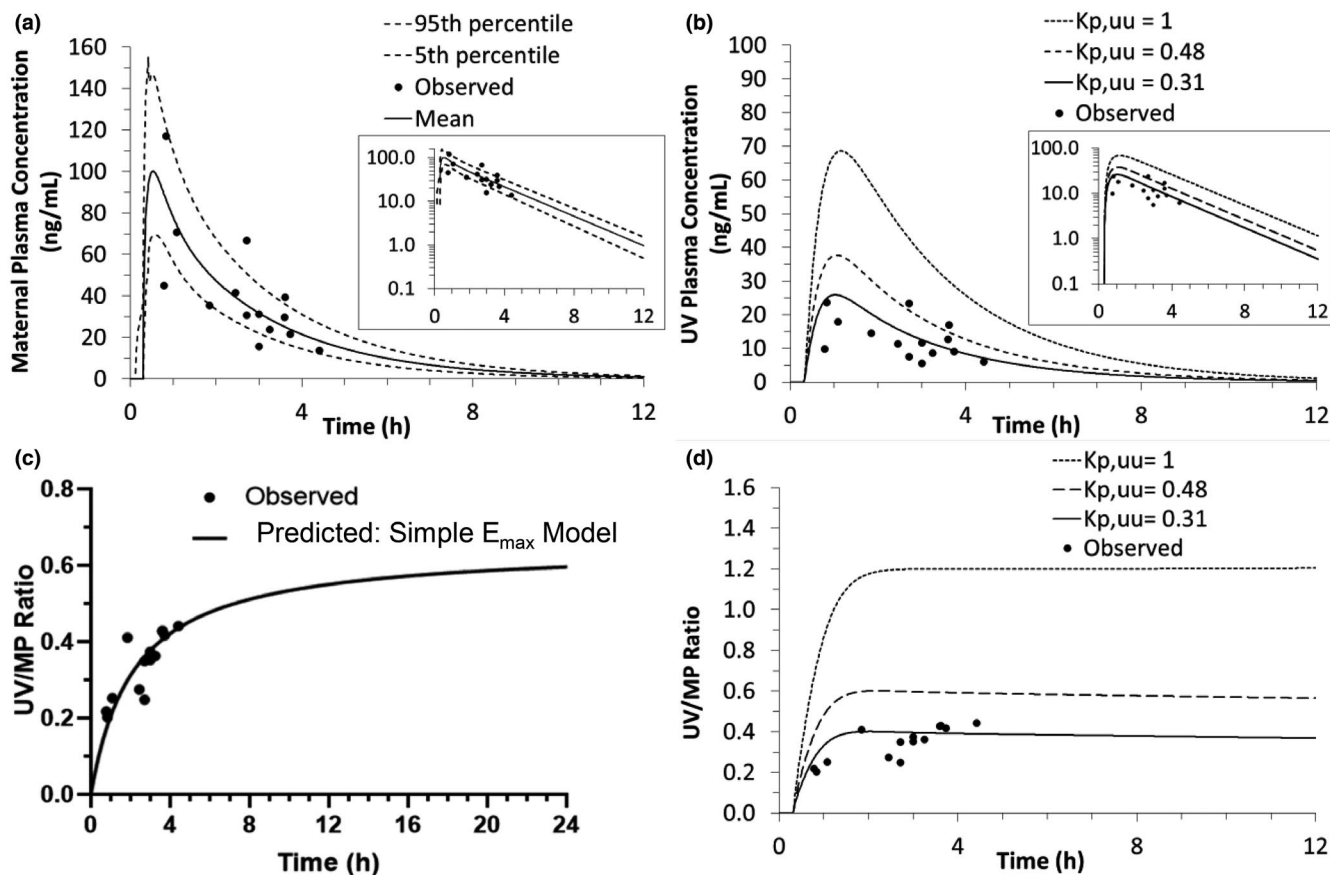 (a)
95th percentile
5th percentile
Observed
Mean
Maternal Plasma Concentration
(ng/mL)
160
140
120
100
80
60
40
20
0
0 4 8 12
Time (h)
100.0
10.0
1.0
0.1
0 4 8 12
(b)
Kp,uu = 1
Kp,uu = 0.48
Kp,uu = 0.31
Observed
UV Plasma Concentration
(ng/mL)
100
90
80
70
60
50
40
30
20
10
0
0 4 8 12
Time (h)
100.0
10.0
1.0
0.1
0 4 8 12
(c)
Observed
Predicted: Simple Emax Model
UV/MP Ratio
0.8
0.6
0.4
0.2
0.0
0 4 8 12 16 20 24
Time (h)
(d)
Kp,uu= 1
Kp,uu= 0.48
Kp,uu= 0.31
Observed
UV/MP Ratio
1.6
1.4
1.2
1.0
0.8
0.6
0.4
0.2
0.0
0 4 8 12
Time (h)